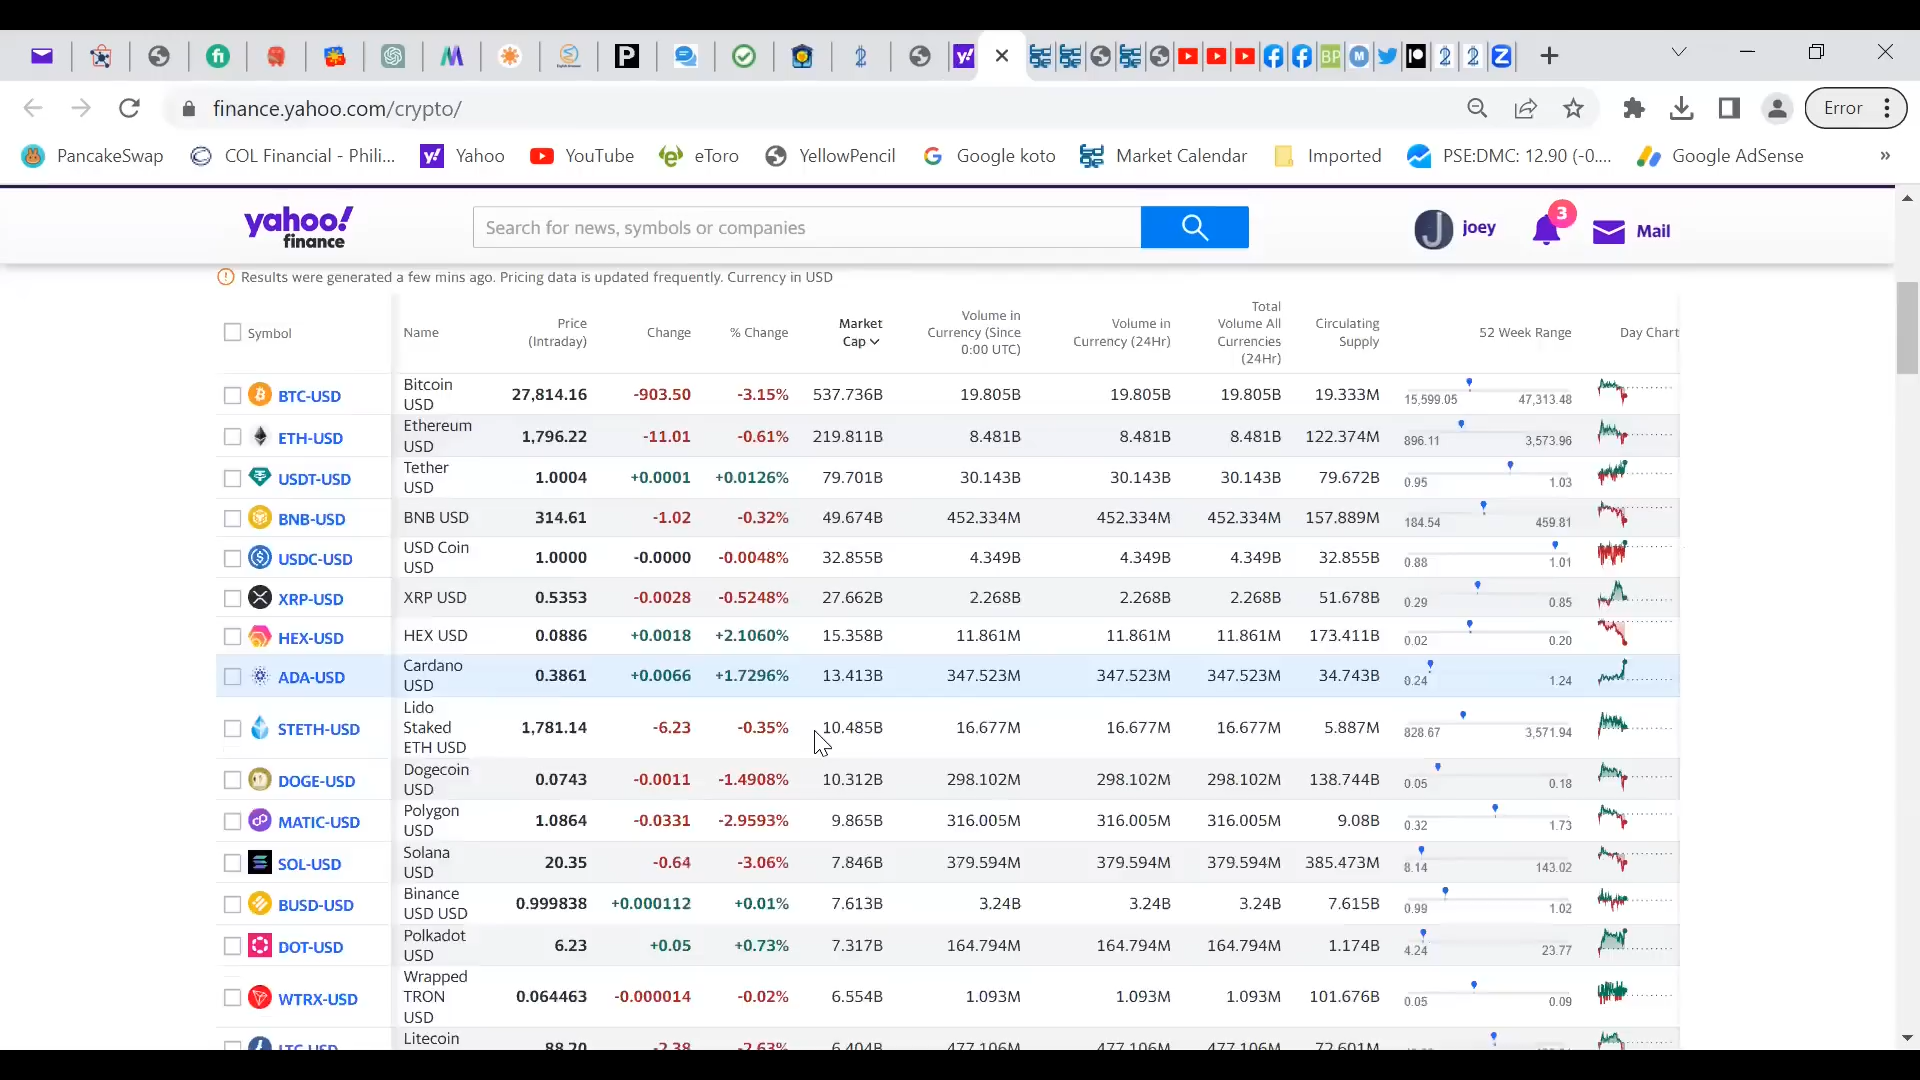 finance.yahoo.com/crypto/
Error
PancakeSwap
COL Financial - Phili...
Yahoo
YouTube
eToro
YellowPencil
Google koto
Market Calendar
Imported
PSE:DMC: 12.90 (-0....
Google AdSense
»
yahoo!
finance
Search for news, symbols or companies
J
joey
3
Mail
Results were generated a few mins ago. Pricing data is updated frequently. Currency in USD
Symbol Name Price (Intraday) Change % Change Market Cap Volume in Currency (Since 0:00 UTC) Volume in Currency (24Hr) Total Volume All Currencies (24Hr) Circulating Supply 52 Week Range Day Chart
BTC-USD Bitcoin USD 27,814.16 -903.50 -3.15% 537.736B 19.805B 19.805B 19.805B 19.333M 15,599.05 47,313.48
ETH-USD Ethereum USD 1,796.22 -11.01 -0.61% 219.811B 8.481B 8.481B 8.481B 122.374M 896.11 3,573.96
USDT-USD Tether USD 1.0004 +0.0001 +0.0126% 79.701B 30.143B 30.143B 30.143B 79.672B 0.95 1.03
BNB-USD BNB USD 314.61 -1.02 -0.32% 49.674B 452.334M 452.334M 452.334M 157.889M 184.54 459.81
USDC-USD USD Coin USD 1.0000 -0.0000 -0.0048% 32.855B 4.349B 4.349B 4.349B 32.855B 0.88 1.01
XRP-USD XRP USD 0.5353 -0.0028 -0.5248% 27.662B 2.268B 2.268B 2.268B 51.678B 0.29 0.85
HEX-USD HEX USD 0.0886 +0.0018 +2.1060% 15.358B 11.861M 11.861M 11.861M 173.411B 0.02 0.20
ADA-USD Cardano USD 0.3861 +0.0066 +1.7296% 13.413B 347.523M 347.523M 347.523M 34.743B 0.24 1.24
STETH-USD Lido Staked ETH USD 1,781.14 -6.23 -0.35% 10.485B 16.677M 16.677M 16.677M 5.887M 828.67 3,571.94
DOGE-USD Dogecoin USD 0.0743 -0.0011 -1.4908% 10.312B 298.102M 298.102M 298.102M 138.744B 0.05 0.18
MATIC-USD Polygon USD 1.0864 -0.0331 -2.9593% 9.865B 316.005M 316.005M 316.005M 9.08B 0.32 1.73
SOL-USD Solana USD 20.35 -0.64 -3.06% 7.846B 379.594M 379.594M 379.594M 385.473M 8.14 143.02
BUSD-USD Binance USD USD 0.999838 +0.000112 +0.01% 7.613B 3.24B 3.24B 3.24B 7.615B 0.99 1.02
DOT-USD Polkadot USD 6.23 +0.05 +0.73% 7.317B 164.794M 164.794M 164.794M 1.174B 4.24 23.77
WTRX-USD Wrapped TRON USD 0.064463 -0.000014 -0.02% 6.554B 1.093M 1.093M 1.093M 101.676B 0.05 0.09
LTC-USD Litecoin 88.20 -2.38 -2.63% 6.404B 477.106M 477.106M 477.106M 72.601M